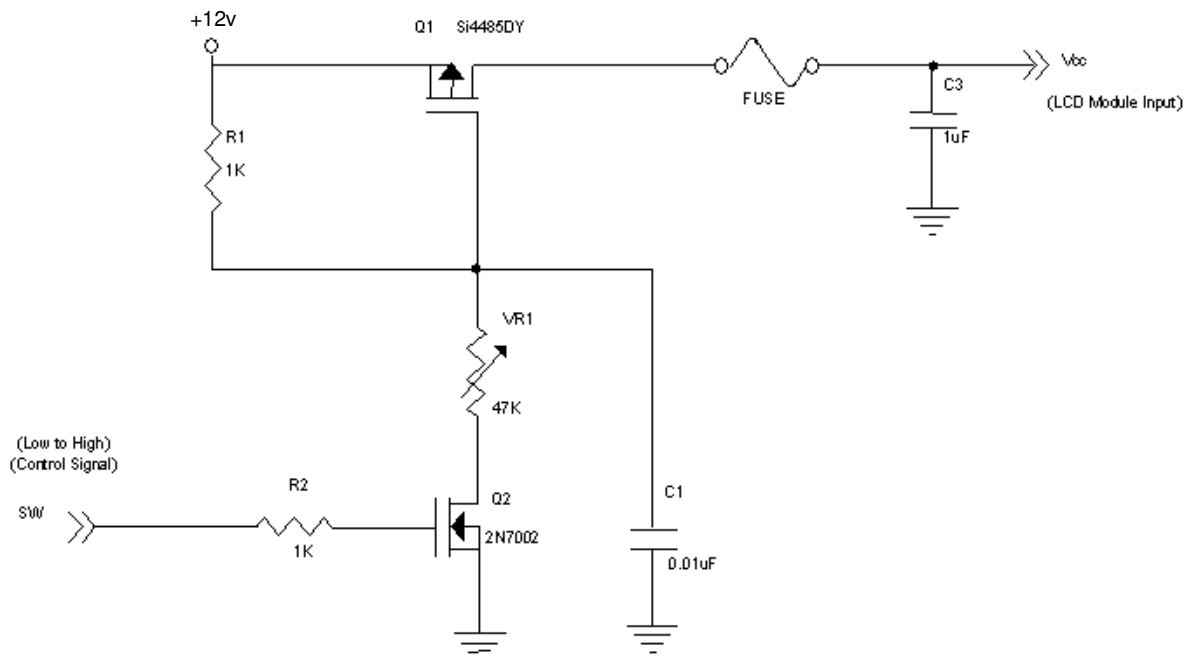 +12v
Q1 Si4485DY
R1
1K
FUSE
C3
1uF
Vcc
(LCD Module Input)
VR1
47K
(Low to High)
(Control Signal)
SW
R2
1K
Q2
2N7002
C1
0.01uF